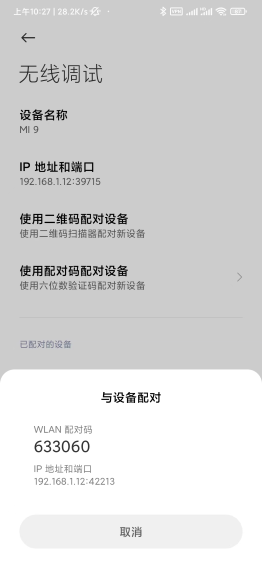 上午10:27 | 28.2K/s
无线调试
设备名称
MI 9
IP 地址和端口
192.168.1.12:39715
使用二维码配对设备
使用二维码扫描器配对新设备
使用配对码配对设备
使用六位数验证码配对新设备
已配对的设备
与设备配对
WLAN 配对码
633060
IP 地址和端口
192.168.1.12:42213
取消